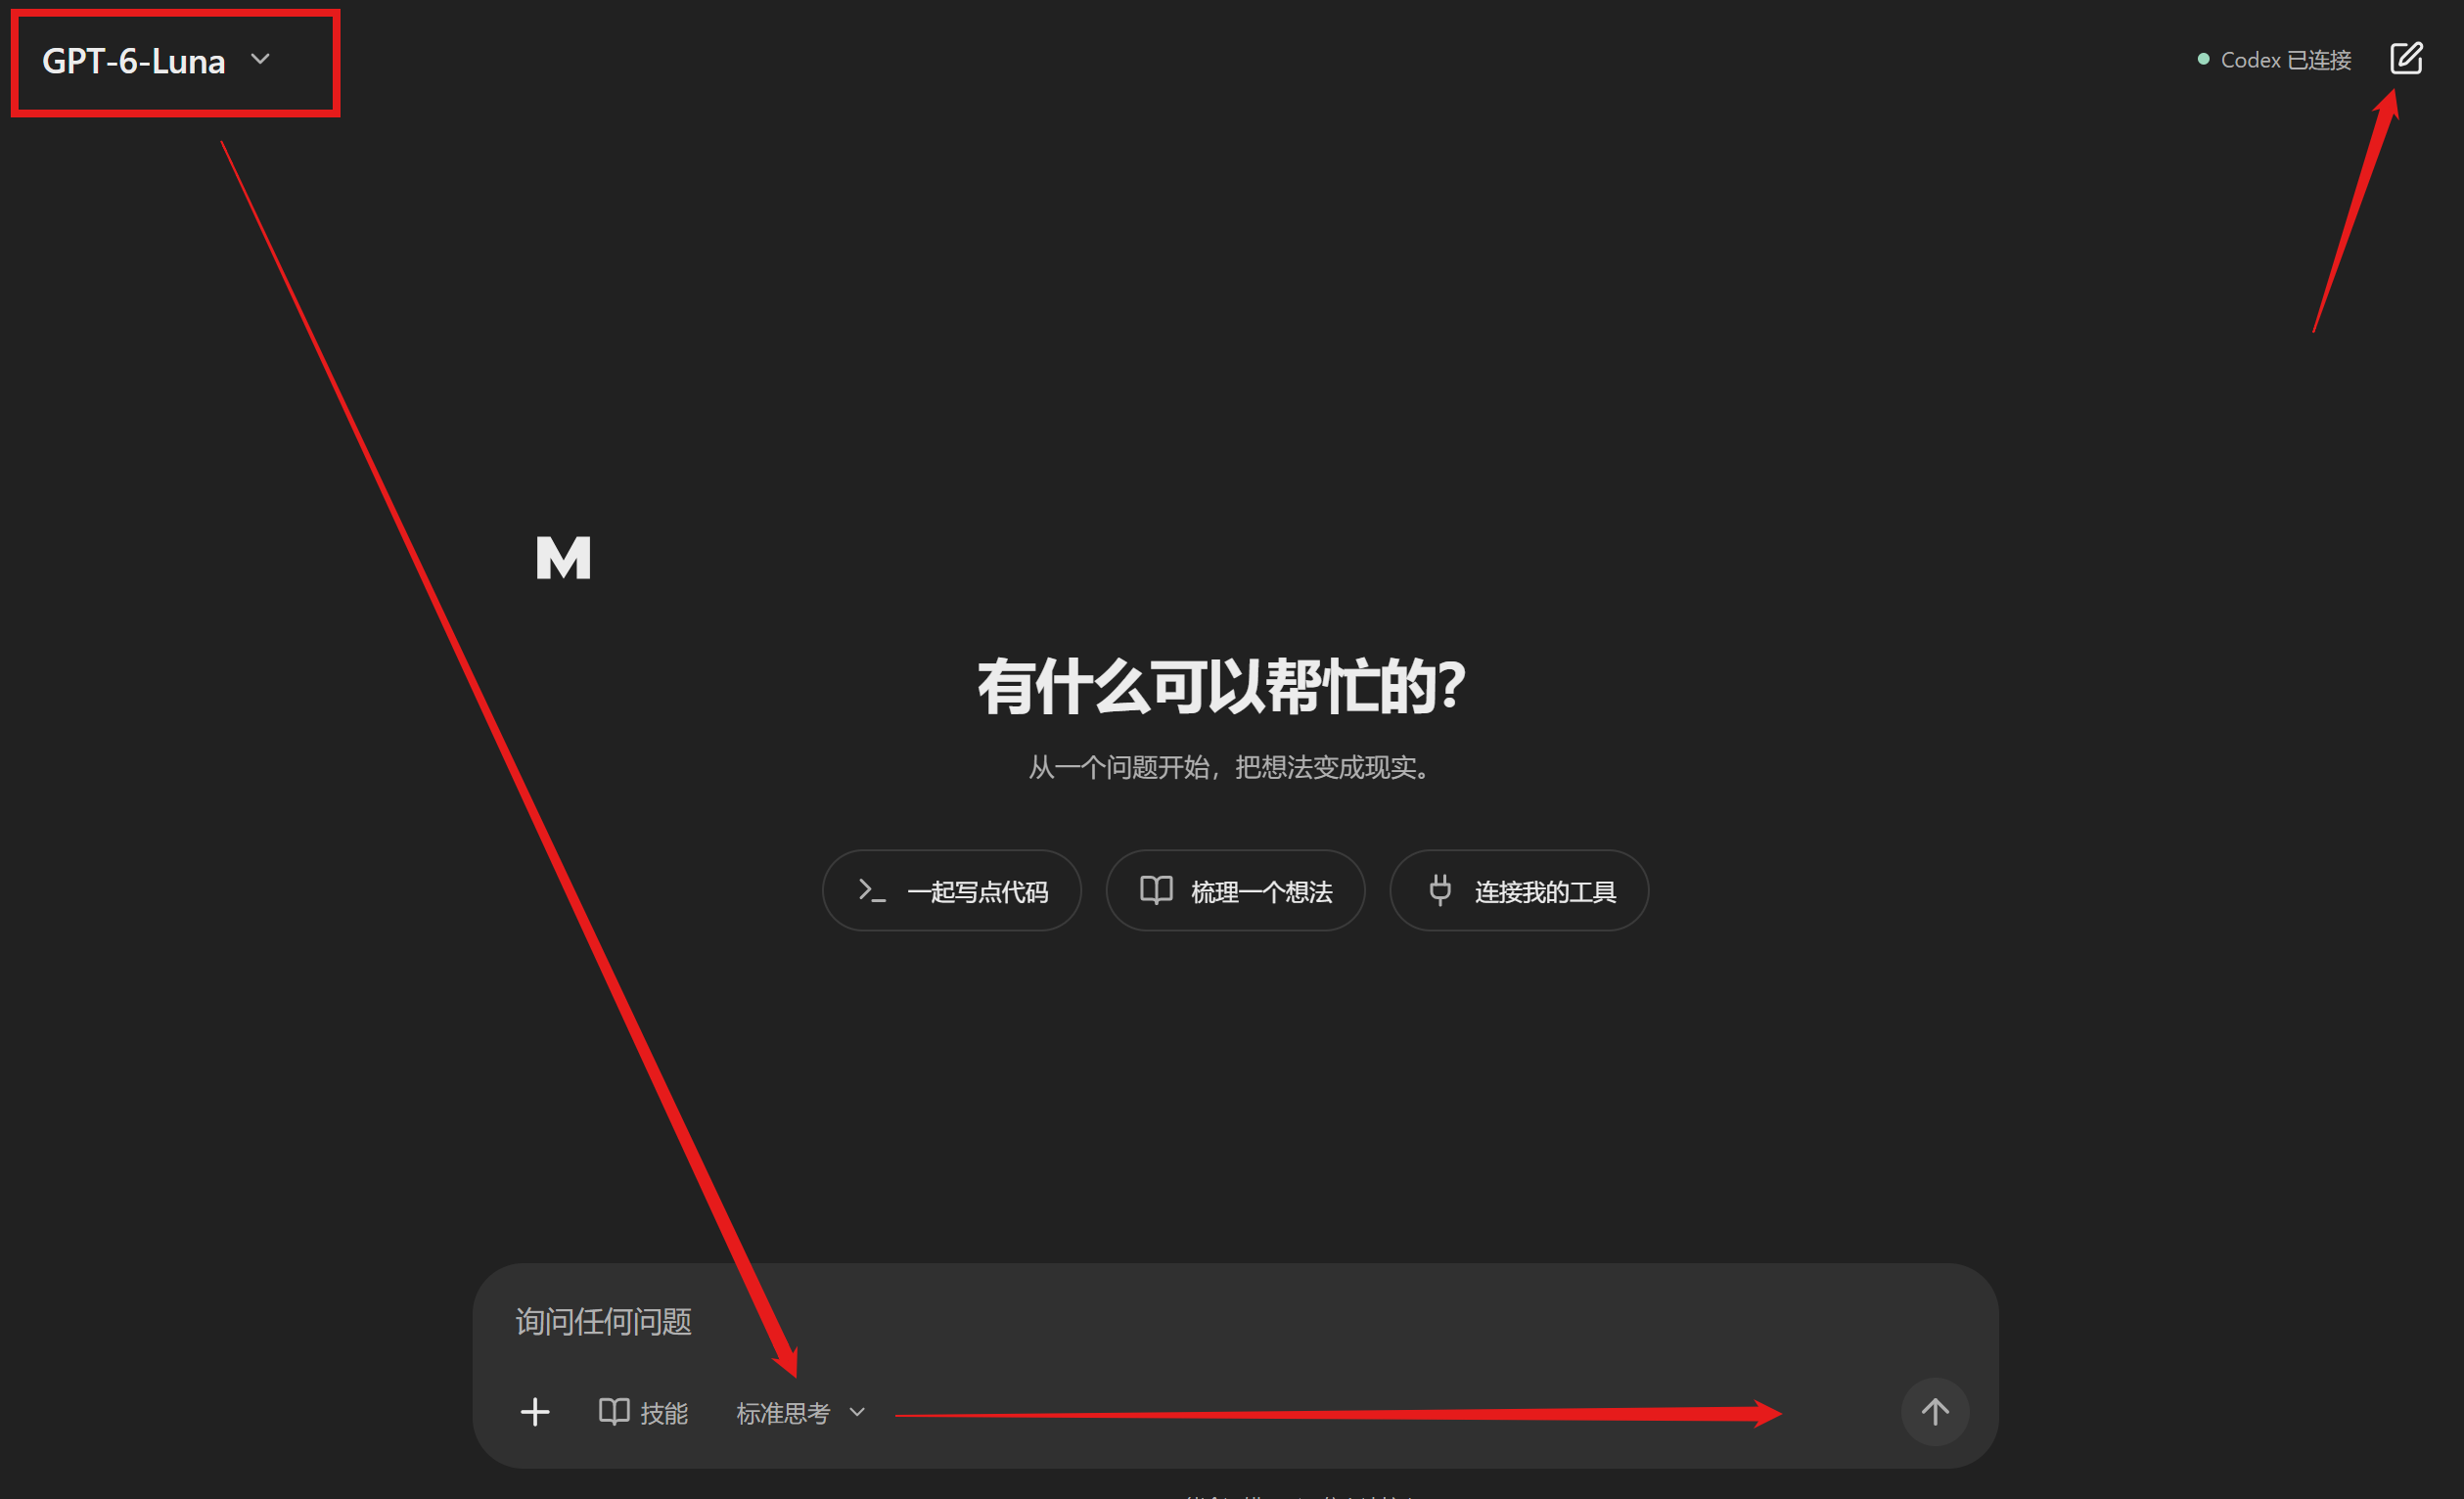 GPT-6-Luna
Codex 已连接
M
有什么可以帮忙的?
从一个问题开始，把想法变成现实。
一起写点代码
梳理一个想法
连接我的工具
询问任何问题
技能
标准思考